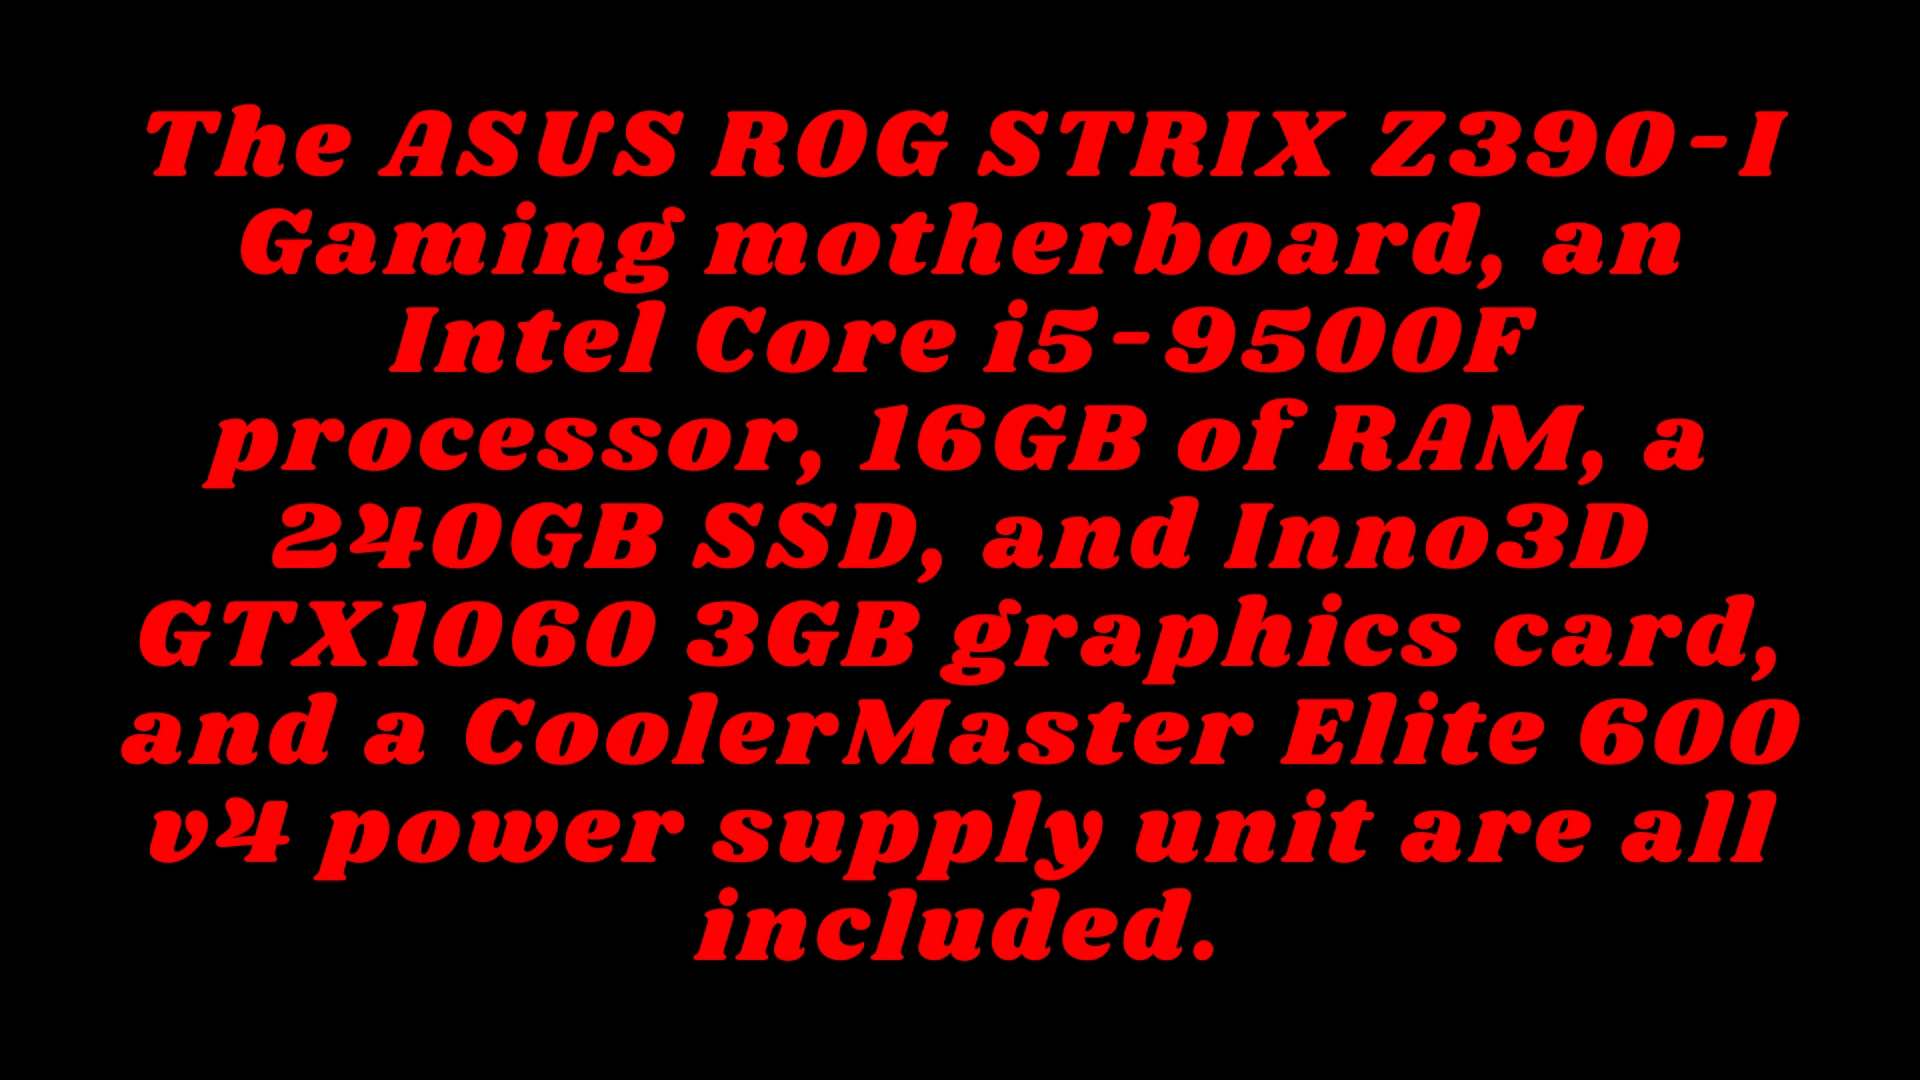 The ASUS ROG STRIX Z390-I
Gaming motherboard, an
Intel Core i5-9500F
processor, 16GB of RAM, a
240GB SSD, and Inno3D
GTX1060 3GB graphics card,
and a CoolerMaster Elite 600
v4 power supply unit are all
included.